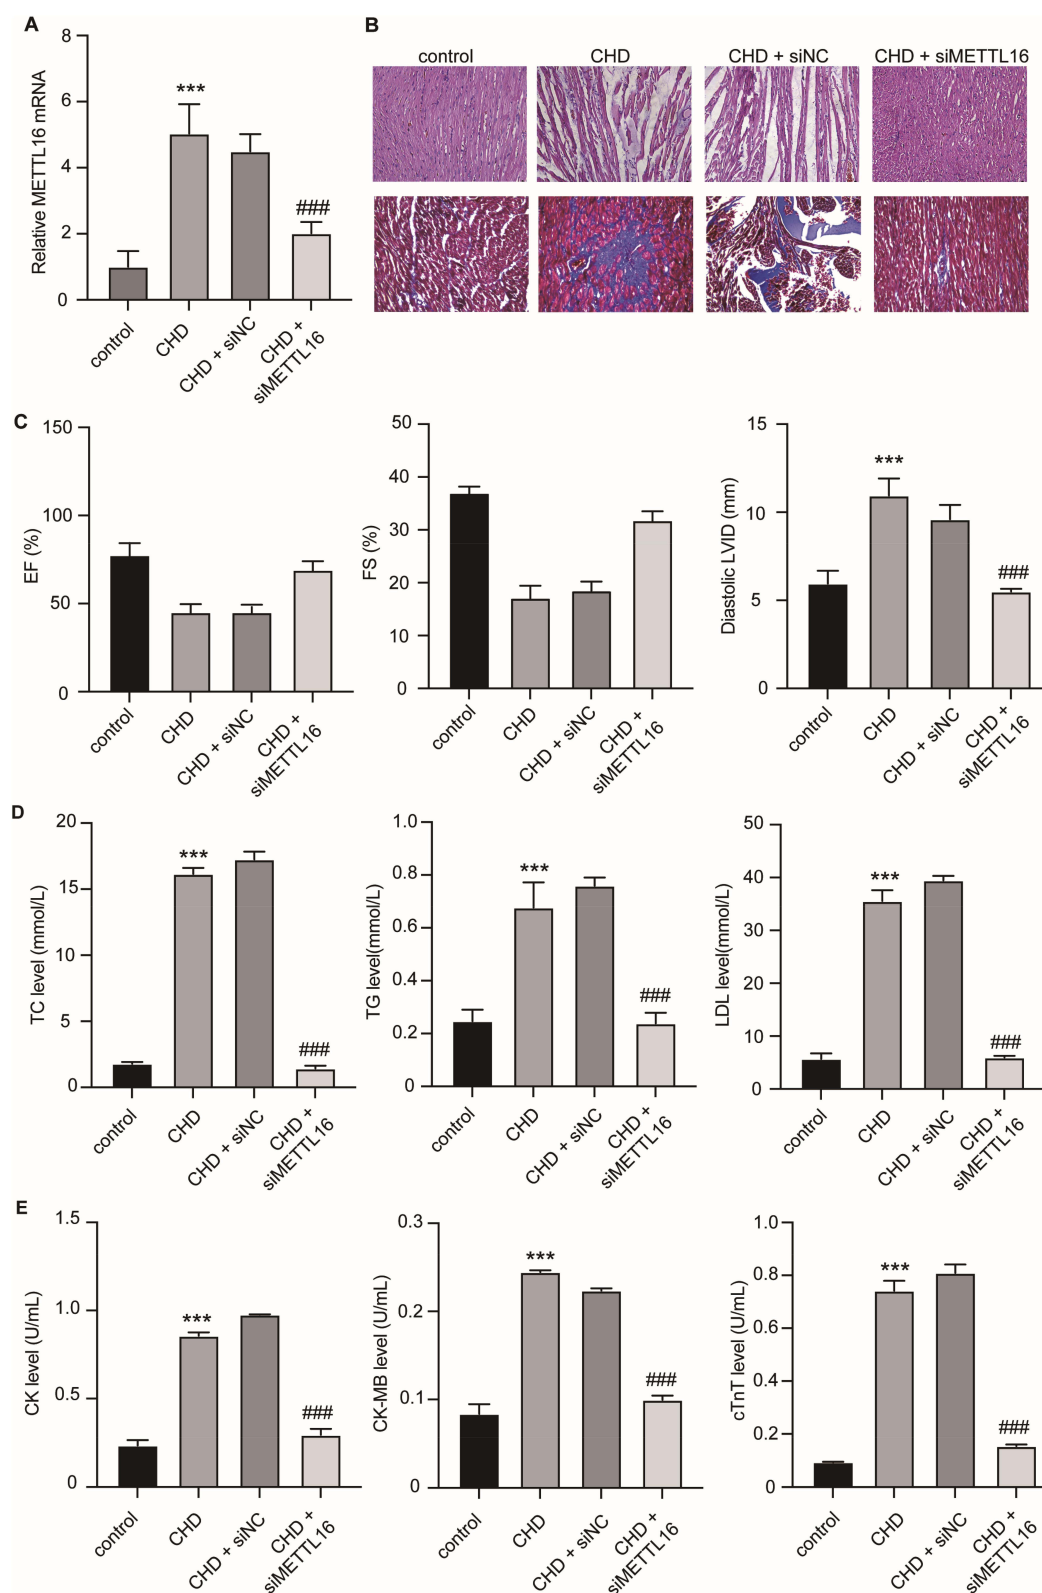 A
Relative METTL16 mRNA
8
6
4
2
0
***
###
control
CHD
CHD + siNC
CHD +
siMETTL16
B
control
CHD
CHD + siNC
CHD + siMETTL16
C
EF (%)
150
100
50
0
control
CHD
CHD + siNC
CHD +
siMETTL16
FS (%)
50
40
30
20
10
0
control
CHD
CHD + siNC
CHD +
siMETTL16
Diastolic LVID (mm)
15
10
5
0
***
###
control
CHD
CHD + siNC
CHD +
siMETTL16
D
TC level (mmol/L)
20
15
10
5
0
***
###
control
CHD
CHD + siNC
CHD +
siMETTL16
TG level(mmol/L)
1.0
0.8
0.6
0.4
0.2
0
***
###
control
CHD
CHD + siNC
CHD +
siMETTL16
LDL level(mmol/L)
50
40
30
20
10
0
***
###
control
CHD
CHD + siNC
CHD +
siMETTL16
E
CK level (U/mL)
1.5
1.0
0.5
0
***
###
control
CHD
CHD + siNC
CHD +
siMETTL16
CK-MB level (U/mL)
0.3
0.2
0.1
0
***
###
control
CHD
CHD + siNC
CHD +
siMETTL16
cTnT level (U/mL)
1.0
0.8
0.6
0.4
0.2
0
***
###
control
CHD
CHD + siNC
CHD +
siMETTL16